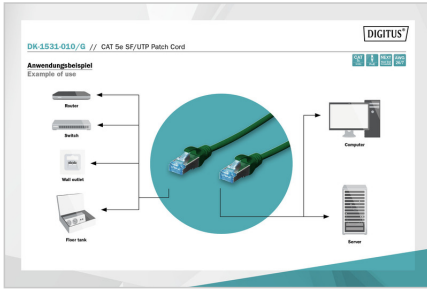 DIGITUS®
DK-1531-010/G // CAT 5e SF/UTP Patch Cord
Anwendungsbeispiel
Example of use
Router
Switch
Wall outlet
Floor tank
Computer
Server